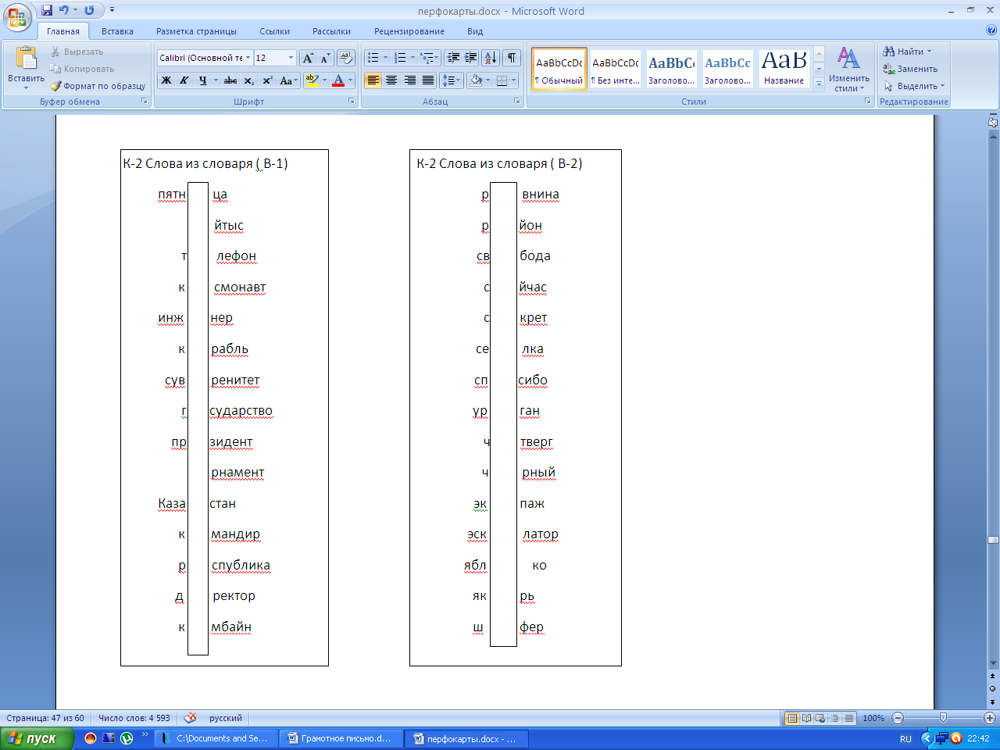 перфокарты.docx - Microsoft Word
Главная Вставка Разметка страницы Ссылки Рассылки Рецензирование Вид
Вставить
Вырезать
Копировать
Формат по образцу
Буфер обмена
Calibri (Основной те 12
Ж К Ч abc x₂ x² Aa
Шрифт
Абзац
АаBbCcDc АаBbCcDc AaBbC AaBbCc AaB
¶ Обычный ¶ Без инте... Заголово... Заголово... Название
Изменить стили
Стили
Найти
Заменить
Выделить
Редактирование
К-2 Слова из словаря ( В-1)
пятн ца
йтыс
т лефон
к смонавт
инж нер
к рабль
сув ренитет
г сударство
пр зидент
рнамент
Каза стан
к мандир
р спублика
д ректор
к мбайн
К-2 Слова из словаря ( В-2)
р внина
р йон
св бода
с йчас
с крет
се лка
сп сибо
ур ган
ч тверг
ч рный
эк паж
эск латор
ябл ко
як рь
ш фер
Страница: 47 из 60 Число слов: 4 593 русский 100%
пуск C:\Documents and Se... Грамотное письмо.d... перфокарты.docx - ... RU 22:42